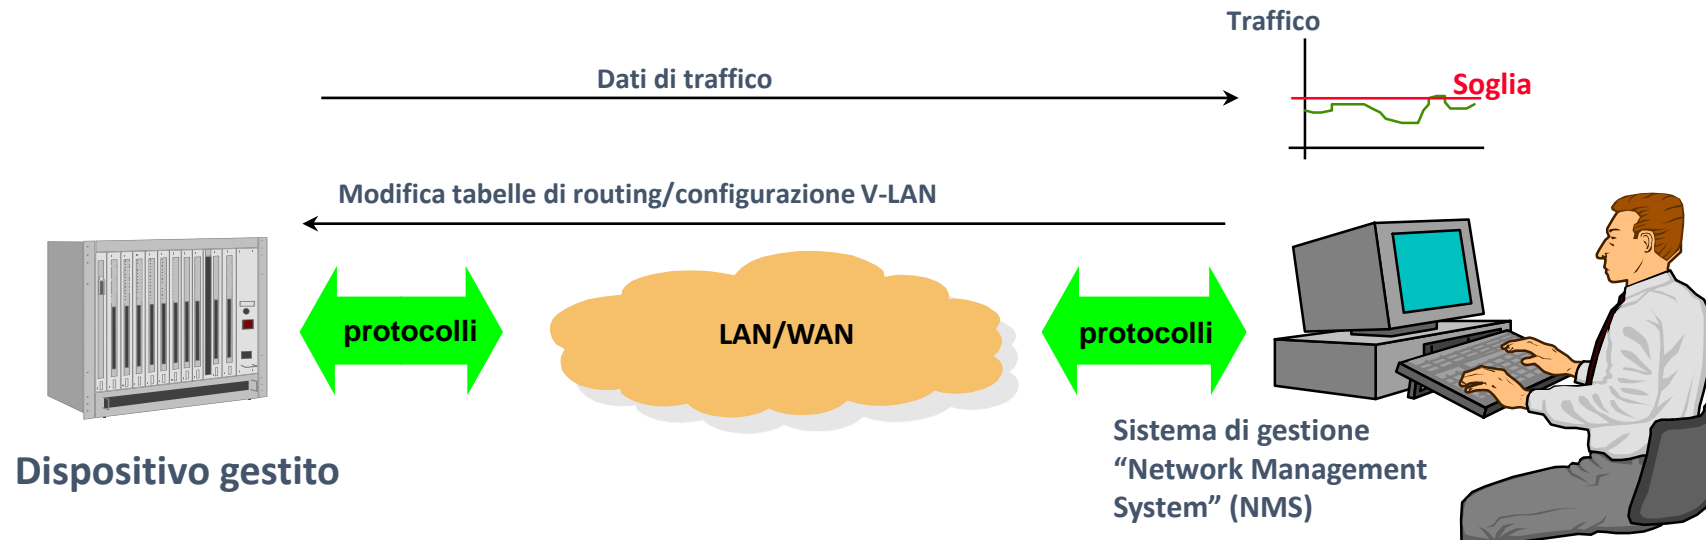 Traffico
Dati di traffico
Soglia
Modifica tabelle di routing/configurazione V-LAN
protocolli
LAN/WAN
protocolli
Dispositivo gestito
Sistema di gestione
“Network Management
System” (NMS)